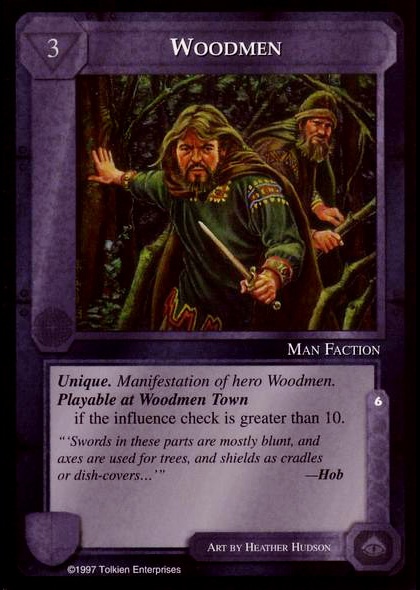 3
WOODMEN
MAN FACTION
Unique. Manifestation of hero Woodmen.
Playable at Woodmen Town
if the influence check is greater than 10.
6
“‘Swords in these parts are mostly blunt, and
axes are used for trees, and shields as cradles
or dish-covers...’” —Hob
ART BY HEATHER HUDSON
©1997 Tolkien Enterprises